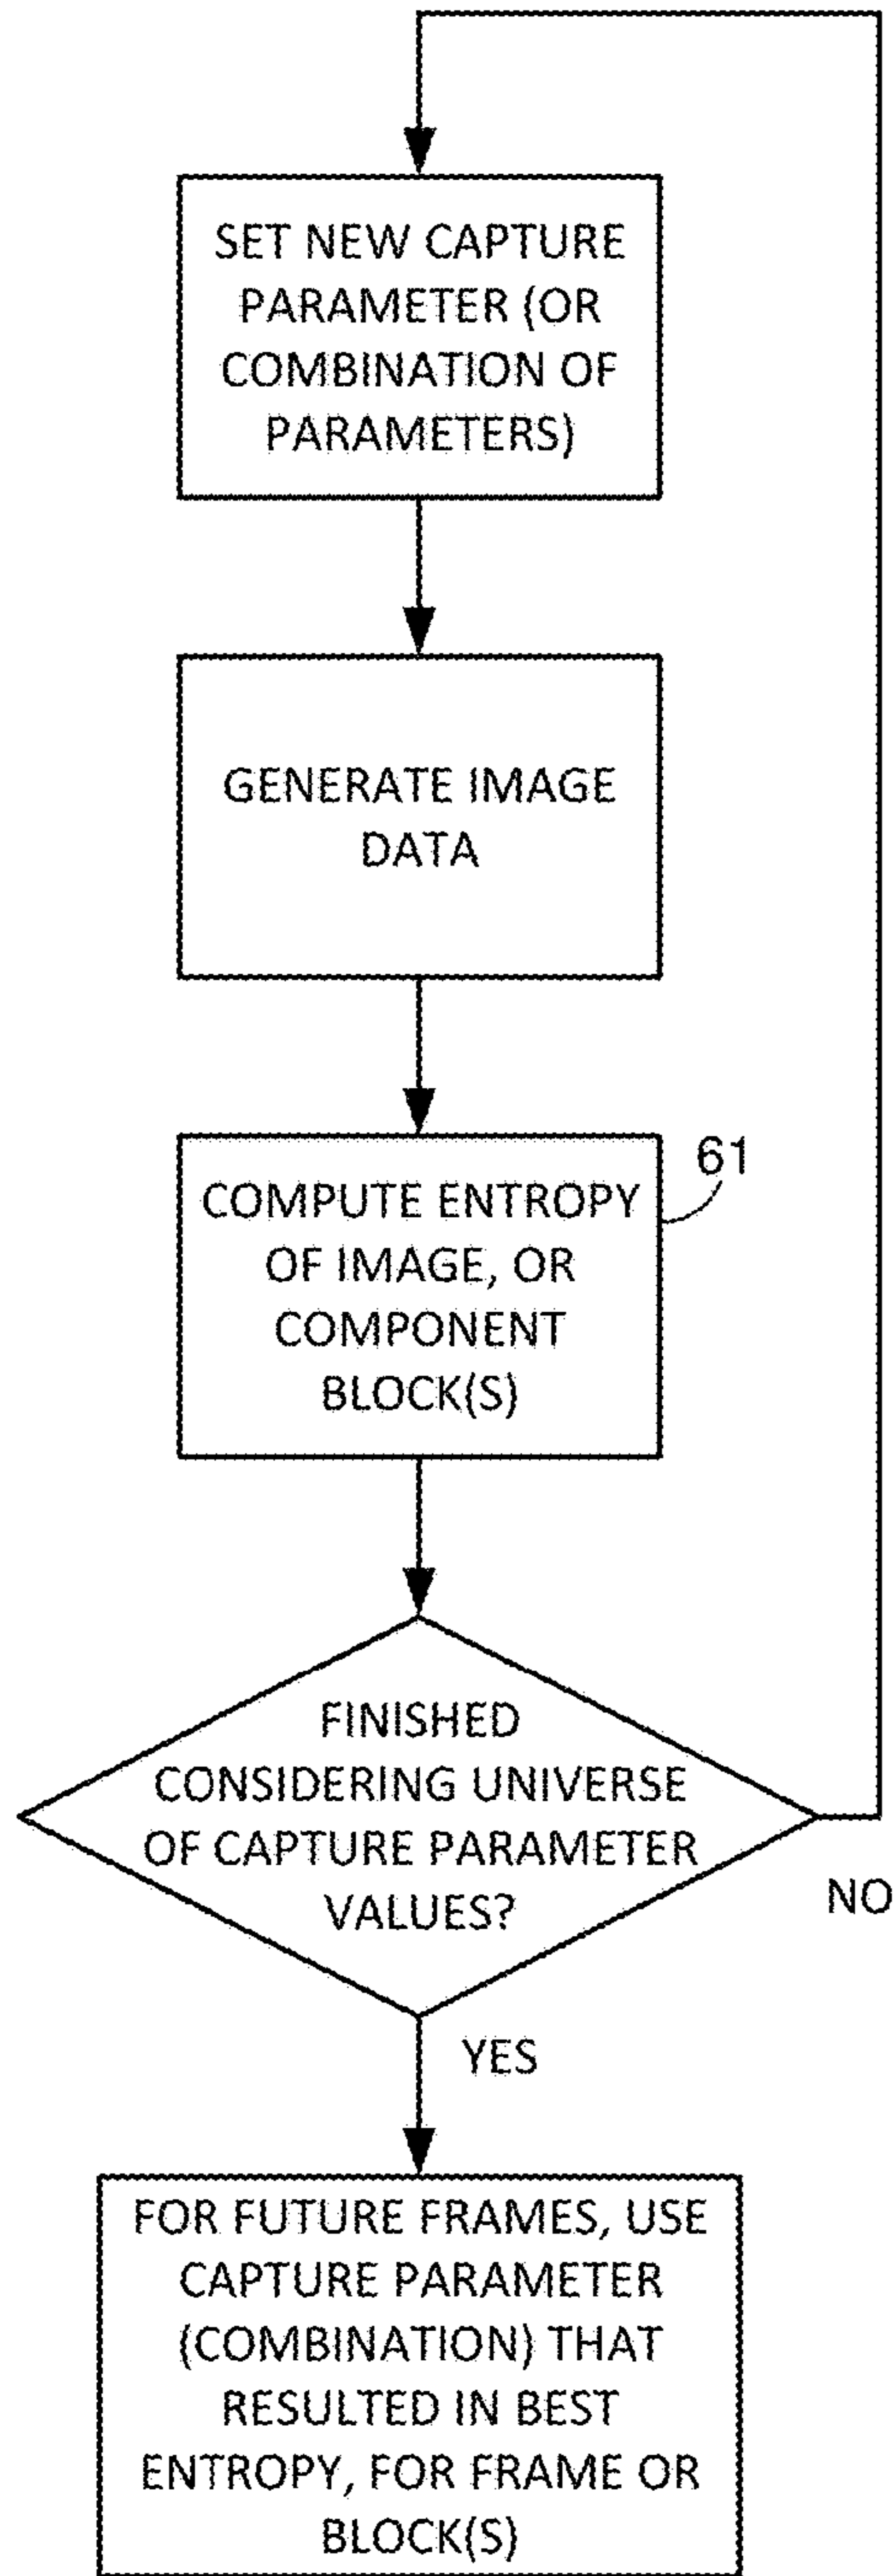 SET NEW CAPTURE
PARAMETER (OR
COMBINATION OF
PARAMETERS)
GENERATE IMAGE
DATA
61
COMPUTE ENTROPY
OF IMAGE, OR
COMPONENT
BLOCK(S)
FINISHED
CONSIDERING UNIVERSE
OF CAPTURE PARAMETER
VALUES?
NO
YES
FOR FUTURE FRAMES, USE
CAPTURE PARAMETER
(COMBINATION) THAT
RESULTED IN BEST
ENTROPY, FOR FRAME OR
BLOCK(S)